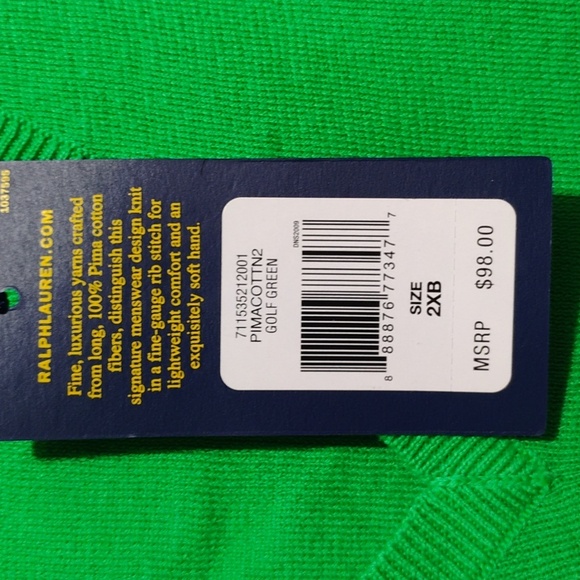 1037595
RALPHLAUREN.COM
Fine, luxurious yarns crafted
from long, 100% Pima cotton
fibers, distinguish this
signature menswear design knit
in a fine-gauge rib stitch for
lightweight comfort and an
exquisitely soft hand.
711535212001
PIMACOTTN2
GOLF GREEN
0NS2009
8 88876 77347 7
SIZE
2XB
MSRP $98.00